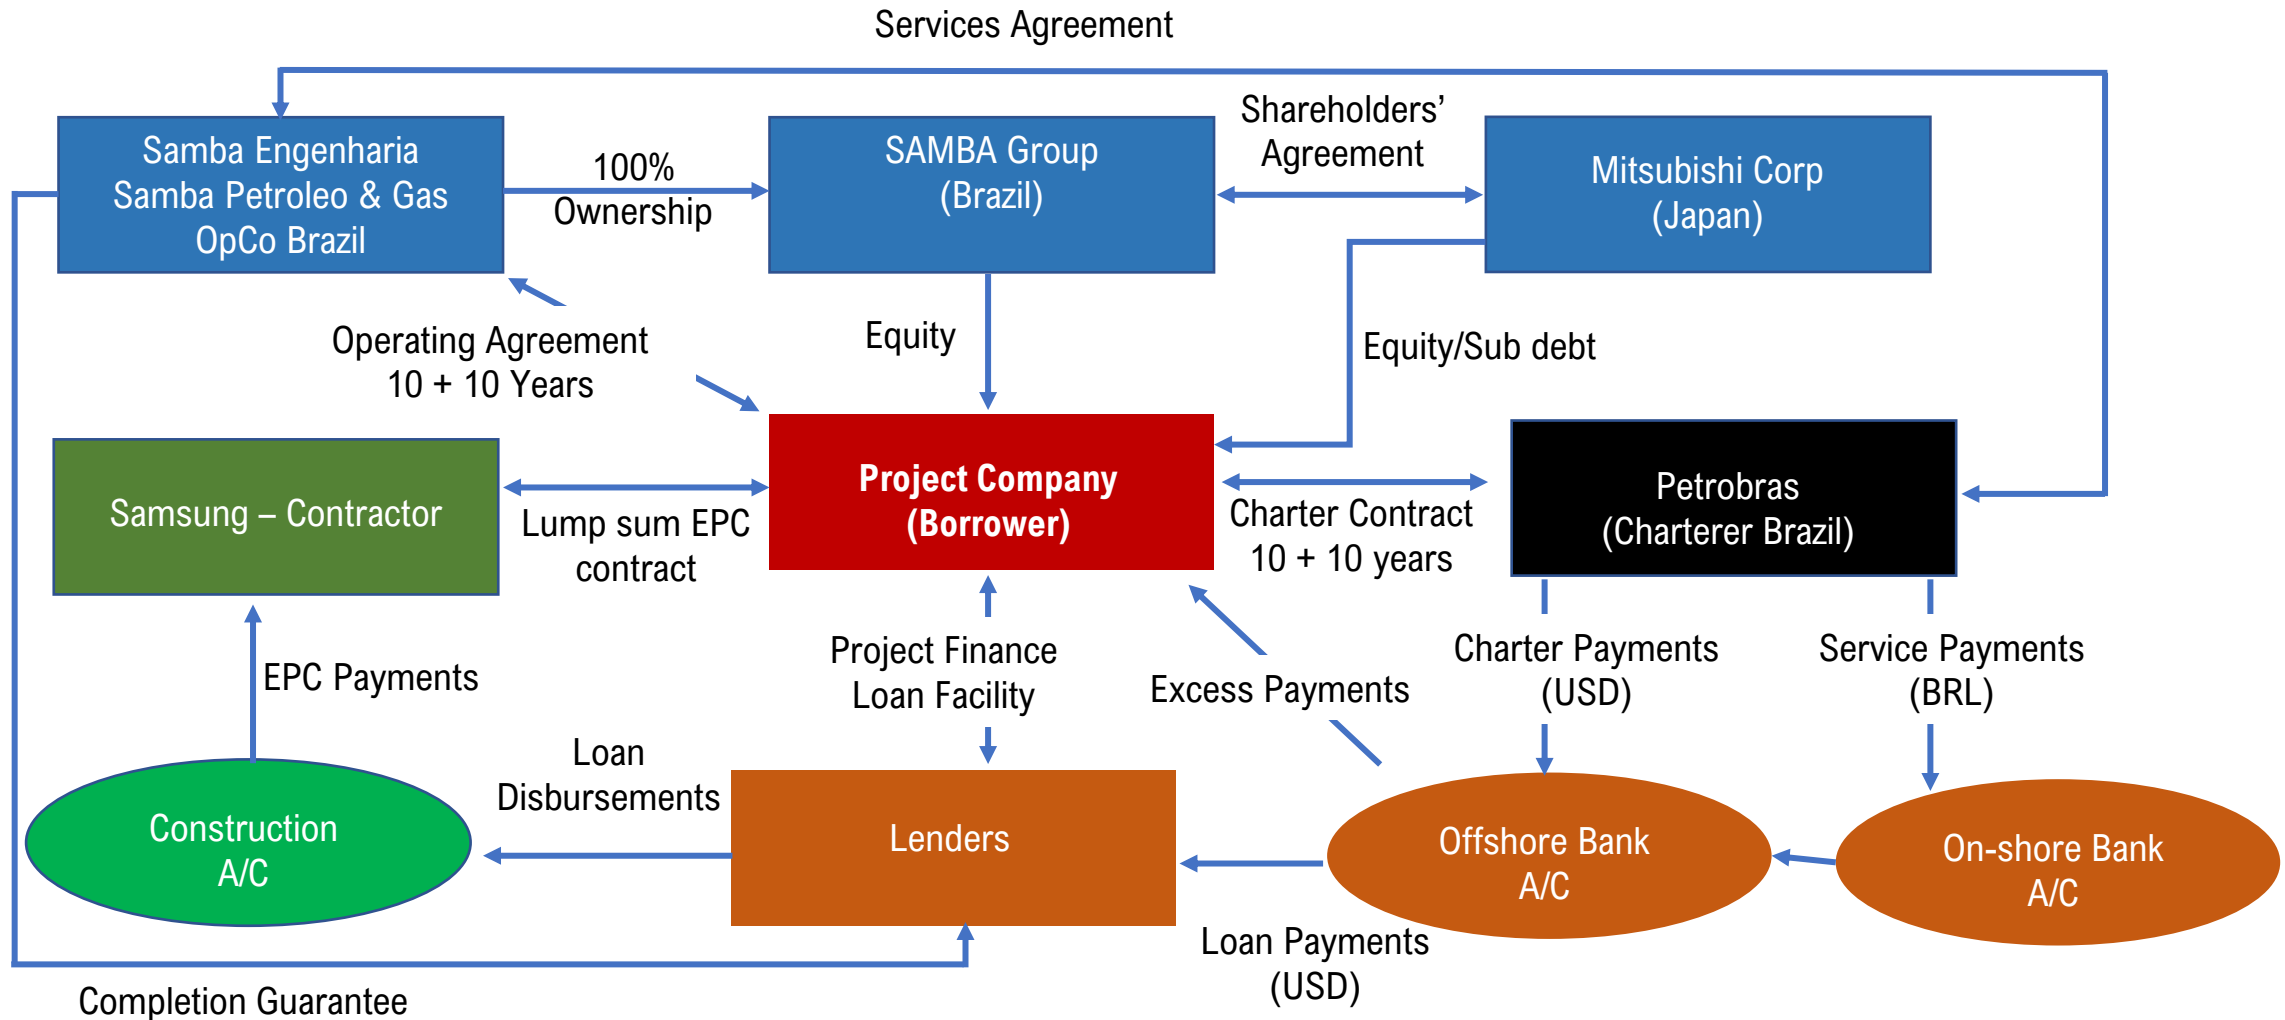 Services Agreement
Samba Engenharia
Samba Petroleo & Gas
OpCo Brazil
100%
Ownership
SAMBA Group
(Brazil)
Shareholders’
Agreement
Mitsubishi Corp
(Japan)
Operating Agreement
10 + 10 Years
Equity
Equity/Sub debt
Samsung – Contractor
Lump sum EPC
contract
Project Company
(Borrower)
Charter Contract
10 + 10 years
Petrobras
(Charterer Brazil)
EPC Payments
Project Finance
Loan Facility
Excess Payments
Charter Payments
(USD)
Service Payments
(BRL)
Construction
A/C
Loan
Disbursements
Lenders
Loan Payments
(USD)
Offshore Bank
A/C
On-shore Bank
A/C
Completion Guarantee